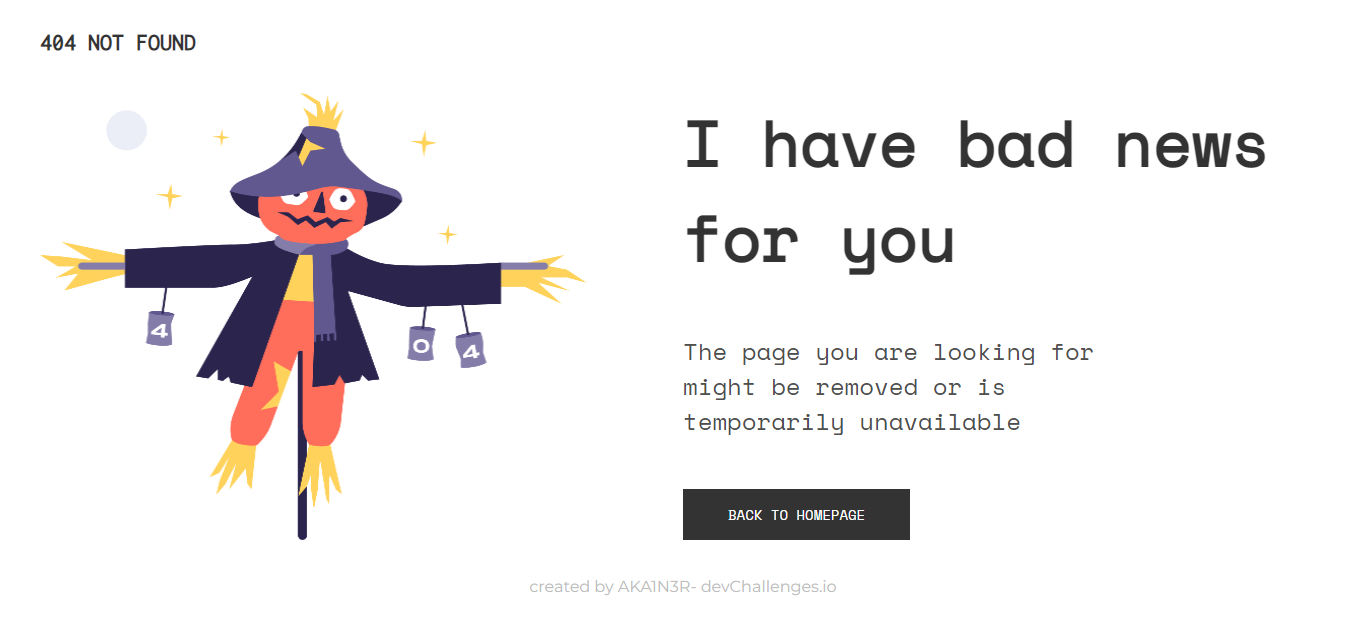 404 NOT FOUND
I have bad news
for you
4
0
4
The page you are looking for
might be removed or is
temporarily unavailable
BACK TO HOMEPAGE
created by AKA1N3R- devChallenges.io